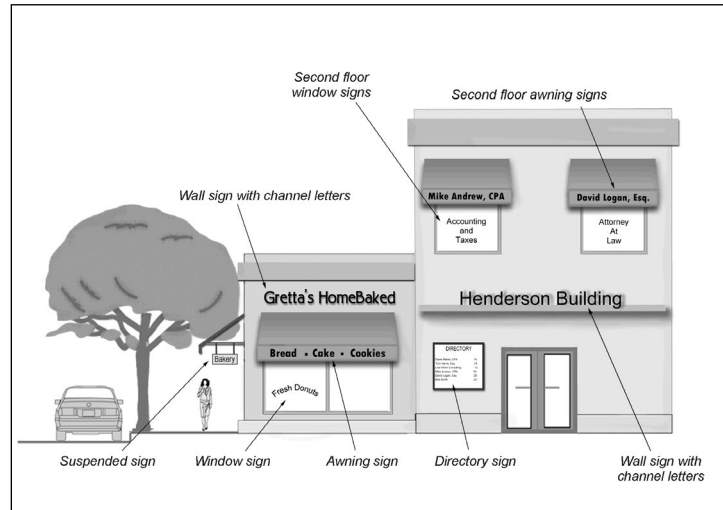 Second floor
window signs
Second floor awning signs
Mike Andrew, CPA
David Logan, Esq.
Wall sign with channel letters
Accounting
and
Taxes
Attorney
At
Law
Gretta's HomeBaked
Henderson Building
Bread • Cake • Cookies
Bakery
DIRECTORY
Fresh Donuts
Suspended sign
Window sign
Awning sign
Directory sign
Wall sign with
channel letters